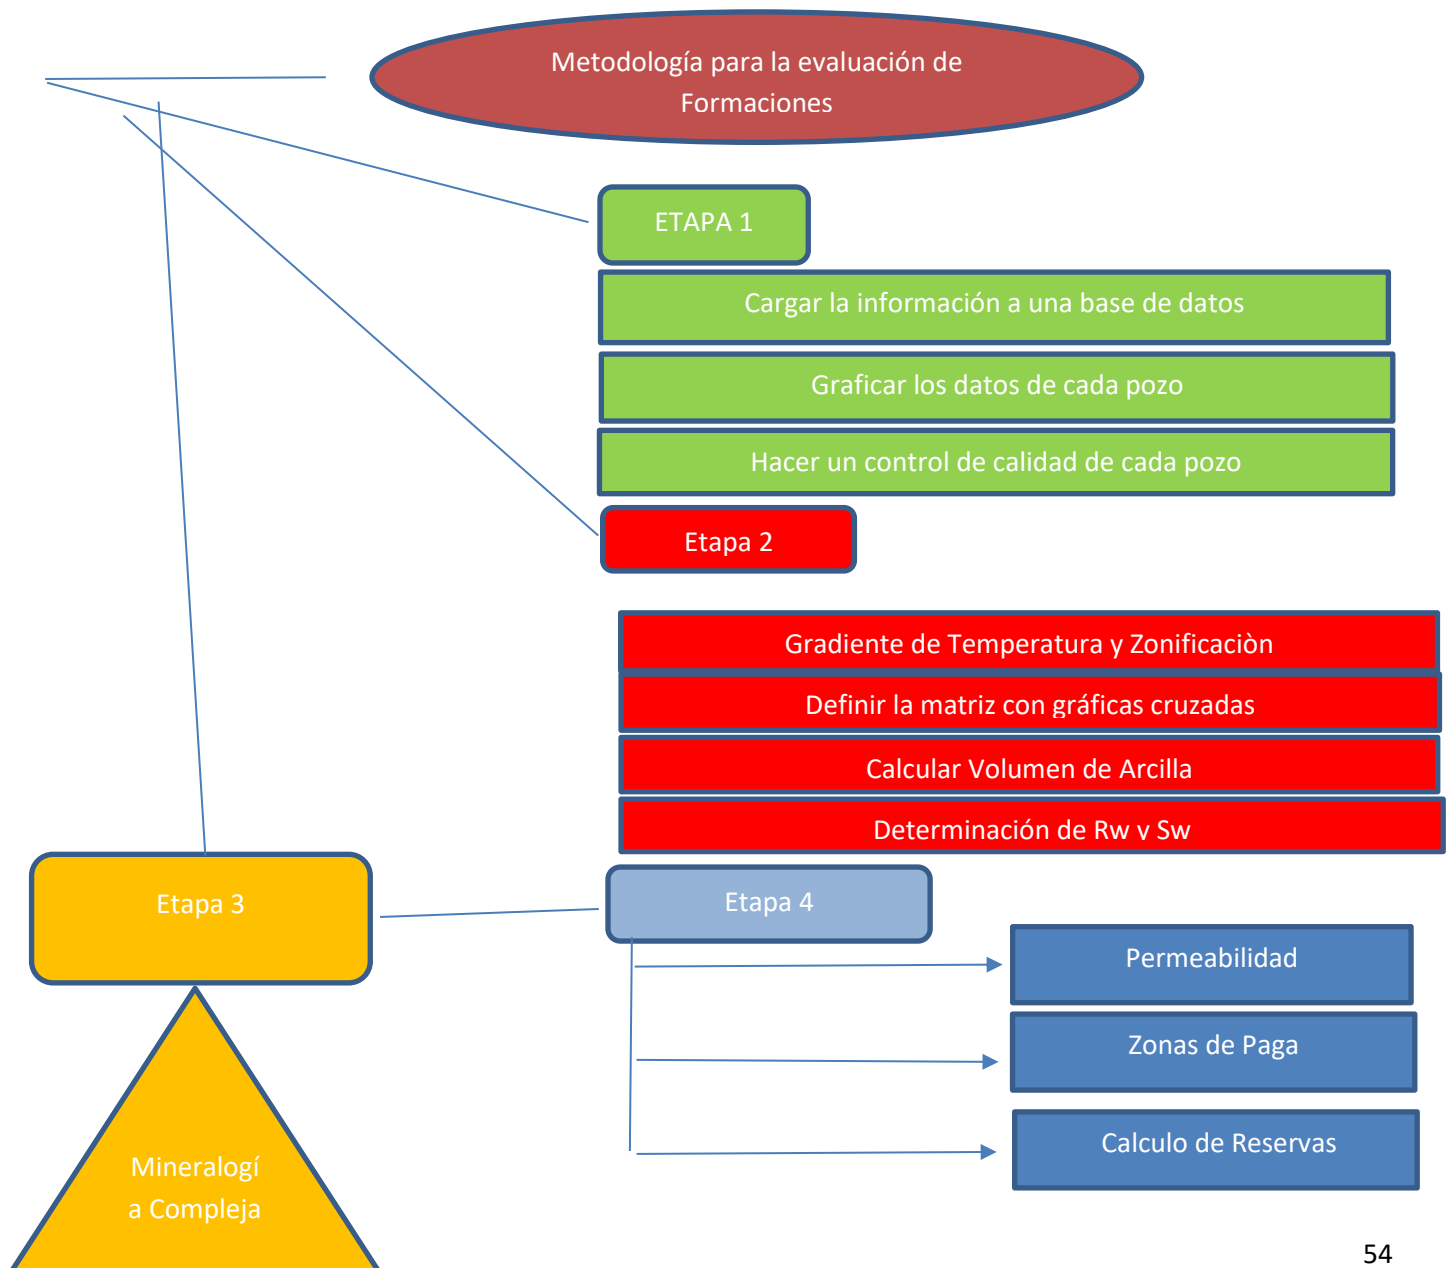 Metodología para la evaluación de
Formaciones
ETAPA 1
Cargar la información a una base de datos
Graficar los datos de cada pozo
Hacer un control de calidad de cada pozo
Etapa 2
Gradiente de Temperatura y Zonificaciòn
Definir la matriz con gráficas cruzadas
Calcular Volumen de Arcilla
Determinación de Rw y Sw
Etapa 3
Etapa 4
Permeabilidad
Zonas de Paga
Calculo de Reservas
Mineralogí
a Compleja
54